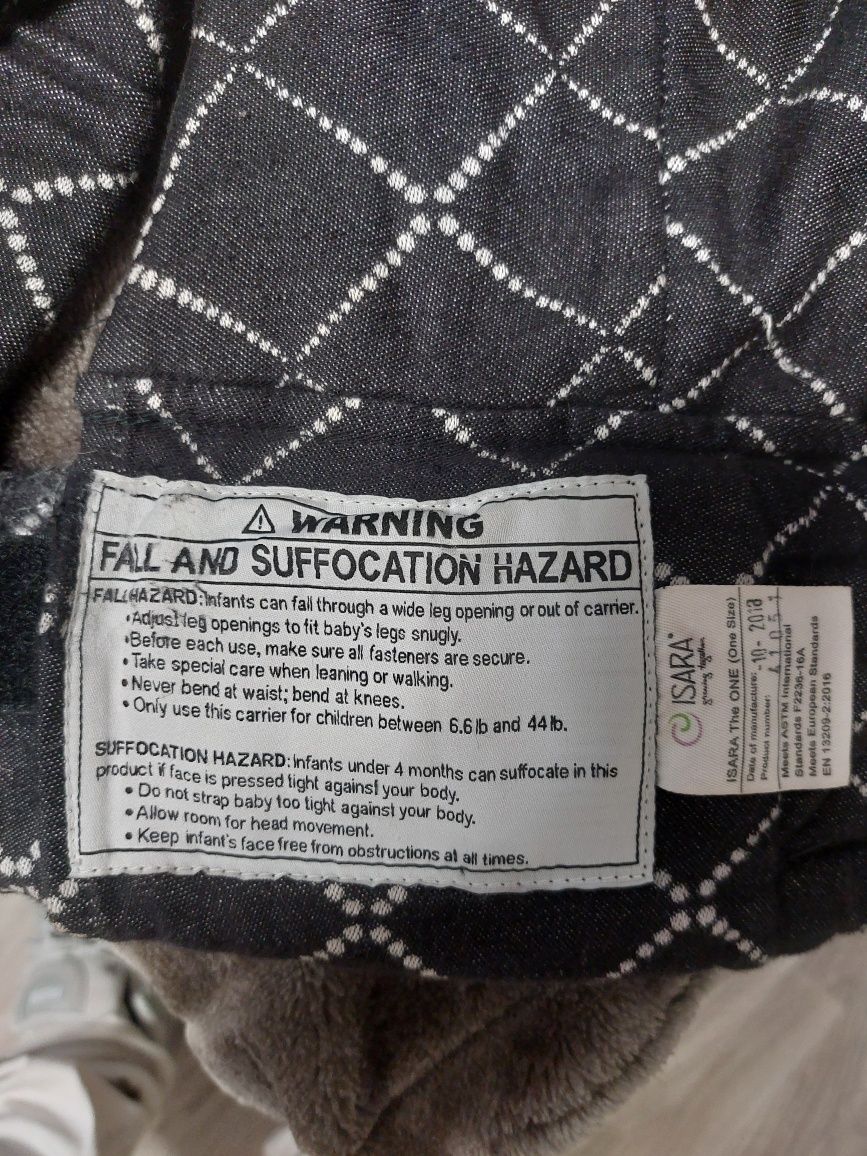 ⚠ WARNING
FALL AND SUFFOCATION HAZARD
FALL HAZARD: Infants can fall through a wide leg opening or out of carrier.
• Adjust leg openings to fit baby's legs snugly.
• Before each use, make sure all fasteners are secure.
• Take special care when leaning or walking.
• Never bend at waist; bend at knees.
• Only use this carrier for children between 6.6 lb and 44 lb.
SUFFOCATION HAZARD: Infants under 4 months can suffocate in this
product if face is pressed tight against your body.
• Do not strap baby too tight against your body.
• Allow room for head movement.
• Keep infant's face free from obstructions at all times.
ISARA®
growing together
ISARA The ONE (One Size)
Date of manufacture: -10-2018
Product number:
Meets ASTM International
Standards F2236-16A
Meets European Standards
EN 13209-2:2016